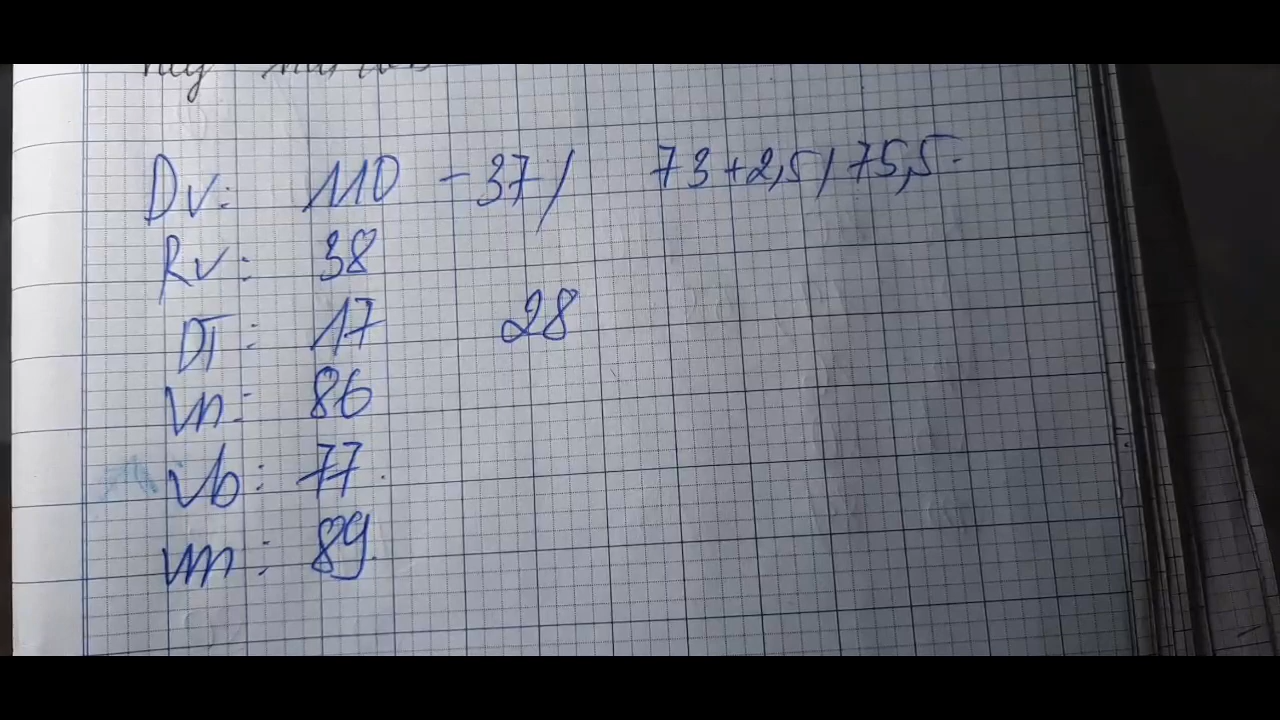 Dv: 110 - 37 / 73 + 2,5 / 75,5
Rv: 38
DT: 17 28
Vn: 86
Vb: 77.
Vm: 89.